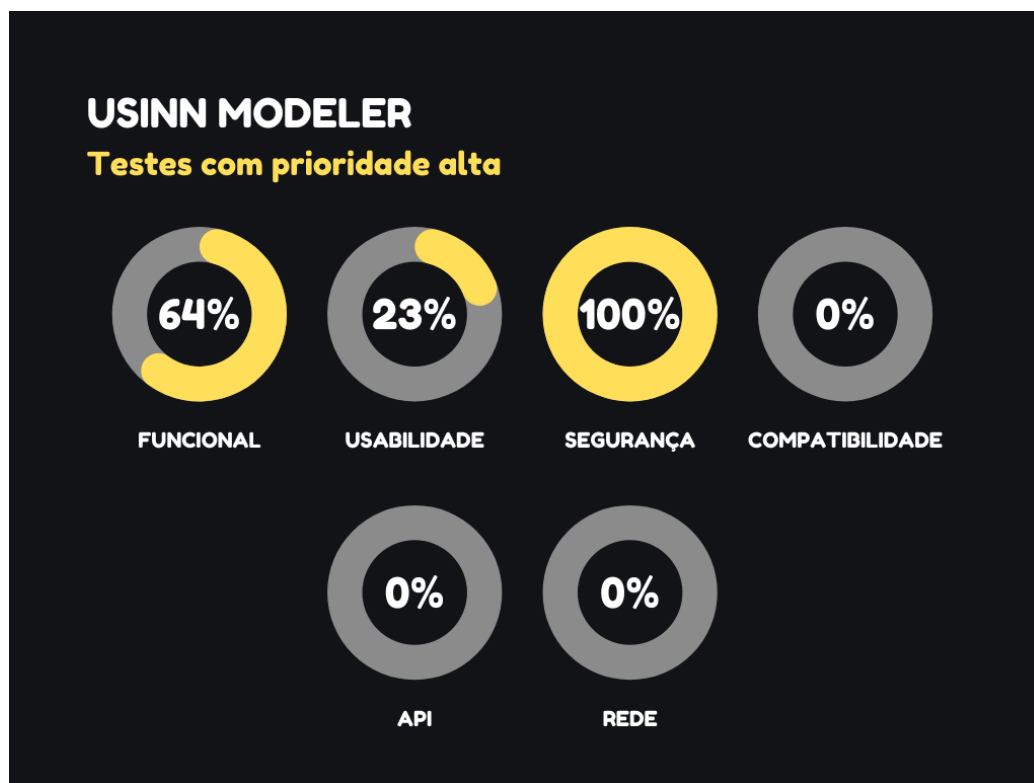 USINN MODELER
Testes com prioridade alta
64%
23%
100%
0%
FUNCIONAL
USABILIDADE
SEGURANÇA
COMPATIBILIDADE
0%
0%
API
REDE